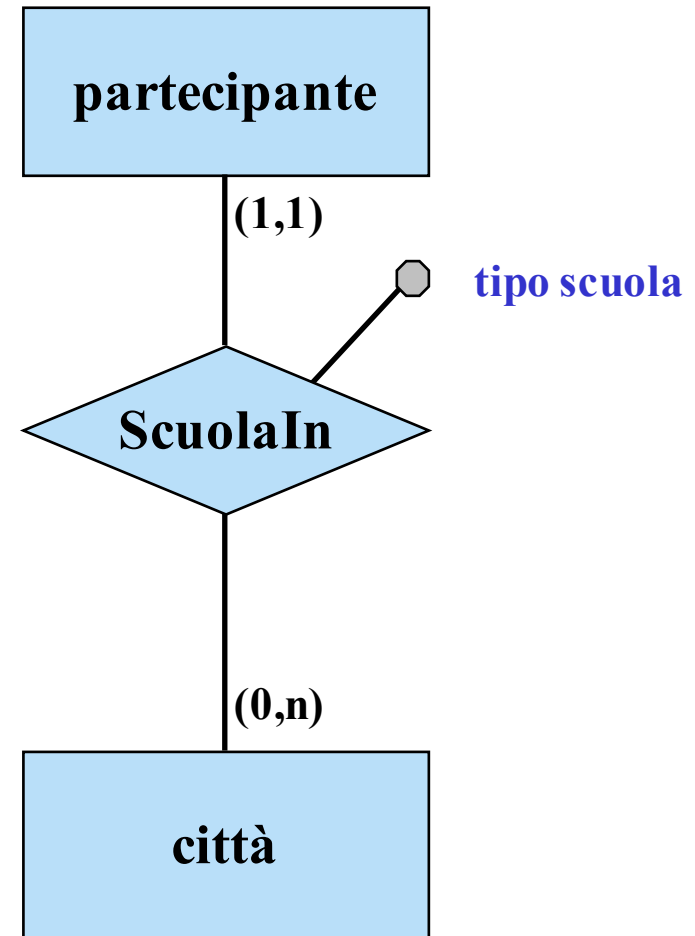 partecipante
(1,1)
tipo scuola
ScuolaIn
(0,n)
città